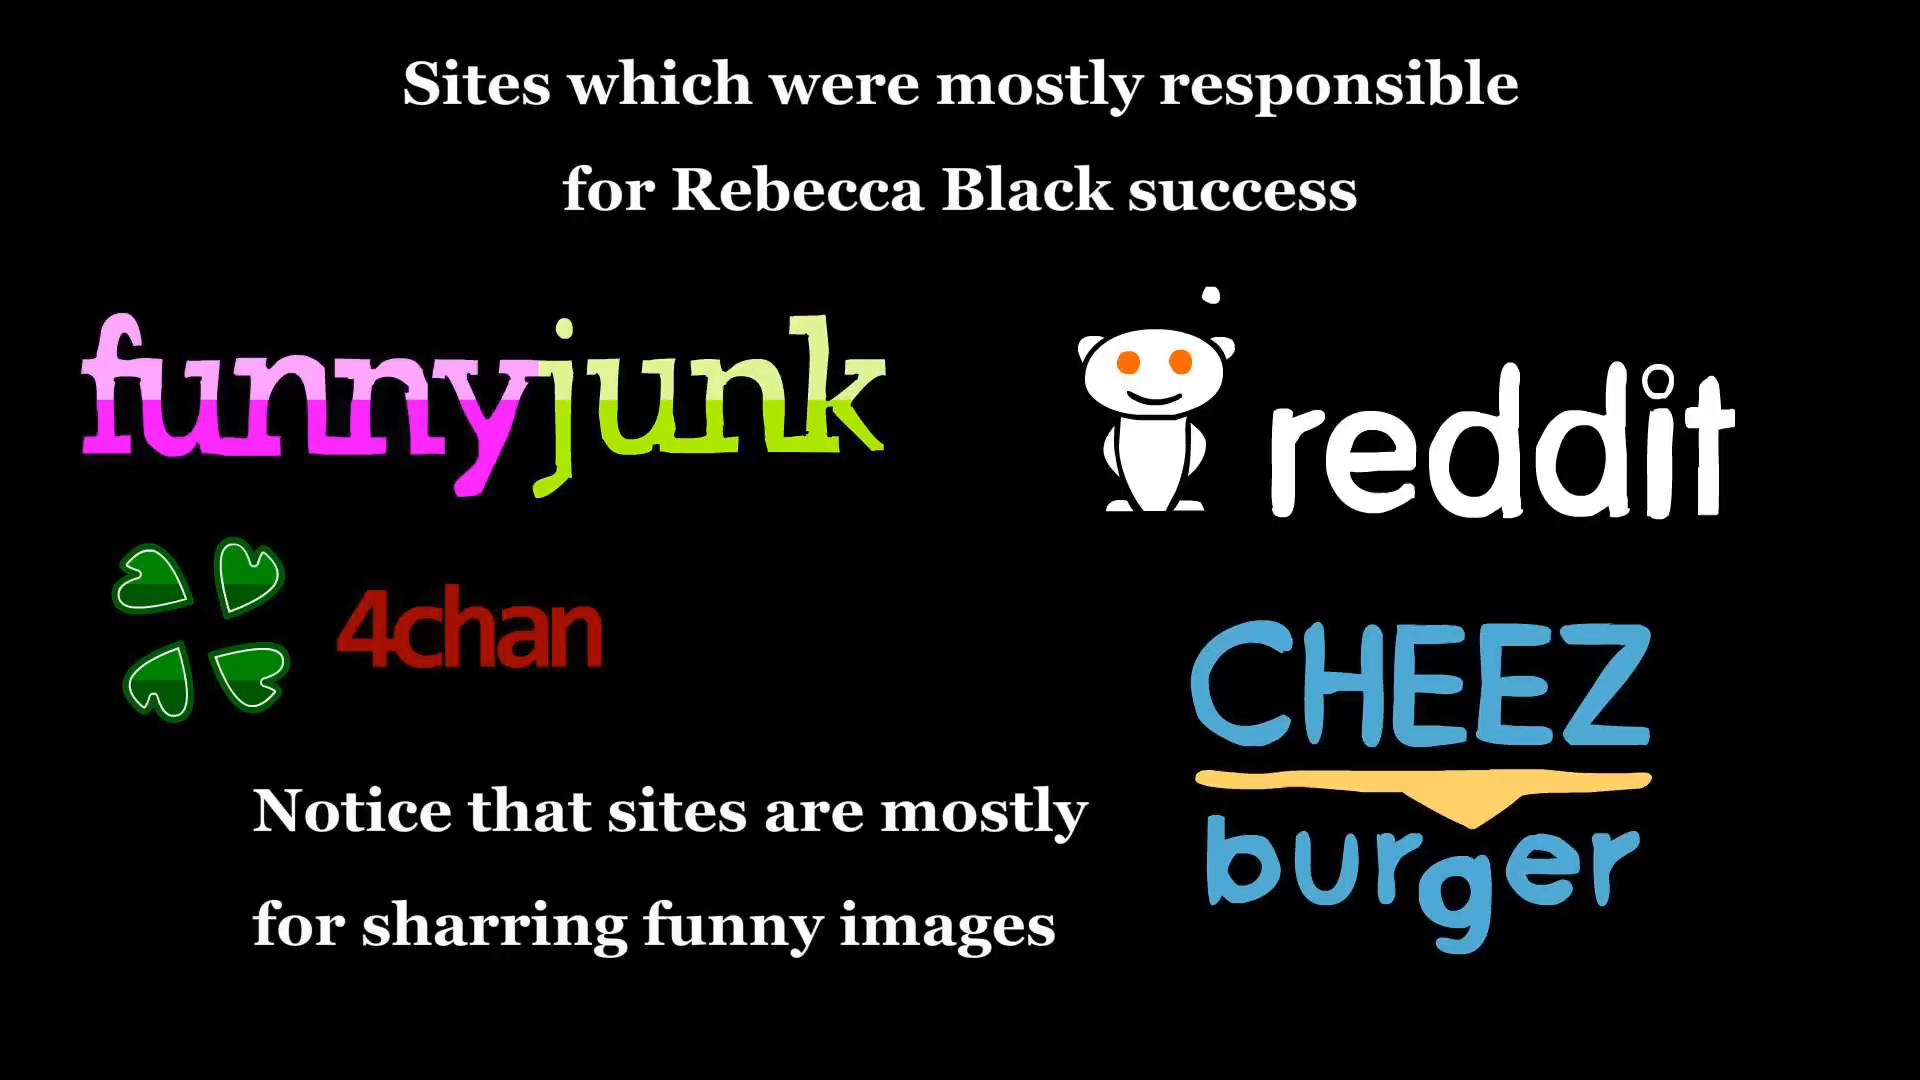 Sites which were mostly responsible
for Rebecca Black success
funnyjunk
reddit
4chan
CHEEZ
burger
Notice that sites are mostly
for sharring funny images